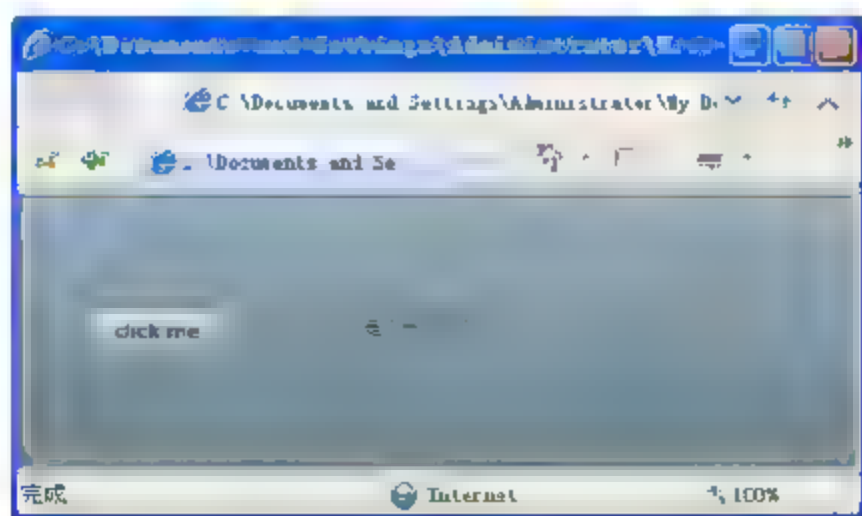 C:\Documents and Settings\Administrator\My D
\Documents and Se
click me
完成
Internet
100%